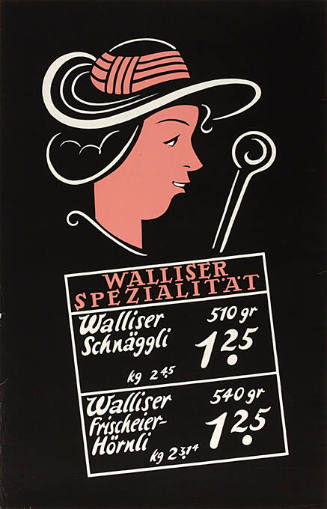 WALLISER
SPEZIALITÄT
Walliser 510 gr
Schnäggli 1.25
kg 2.45
Walliser 540 gr
Frischeier- 1.25
Hörnli
kg 2.31 4